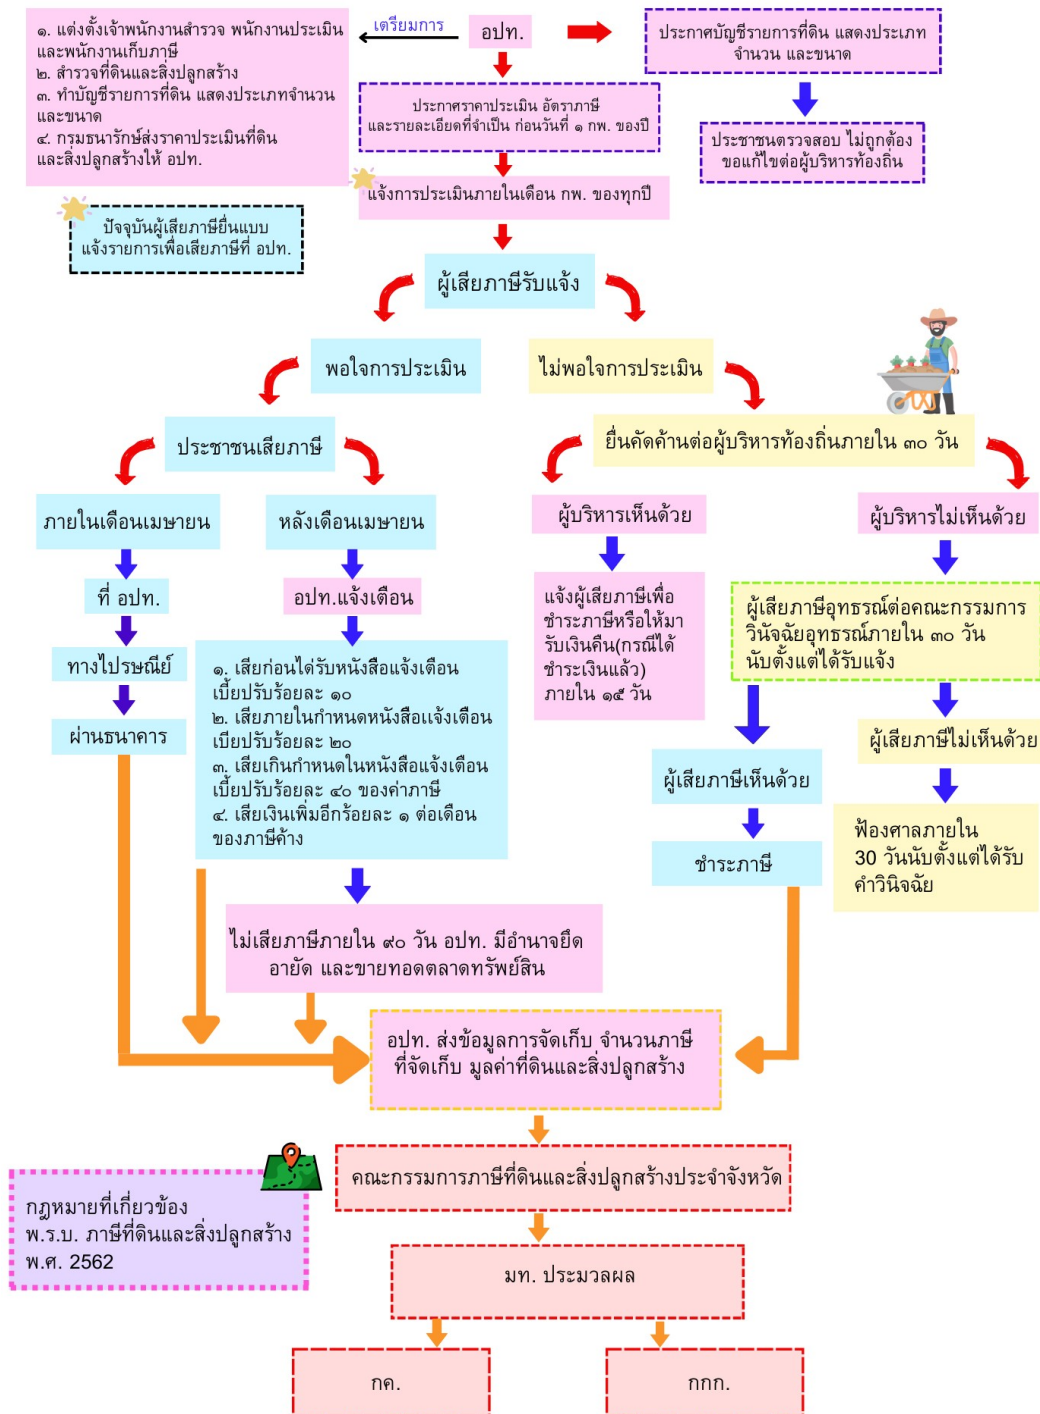 ๑. แต่งตั้งเจ้าพนักงานสำรวจ พนักงานประเมิน
และพนักงานเก็บภาษี
๒. สำรวจที่ดินและสิ่งปลูกสร้าง
๓. ทำบัญชีรายการที่ดิน แสดงประเภทจำนวน
และขนาด
๔. กรมธนารักษ์ส่งราคาประเมินที่ดิน
และสิ่งปลูกสร้างให้ อปท.
เตรียมการ
อปท.
ประกาศบัญชีรายการที่ดิน แสดงประเภท
จำนวน และขนาด
ประกาศราคาประเมิน อัตราภาษี
และรายละเอียดที่จำเป็น ก่อนวันที่ ๑ กพ. ของปี
ประชาชนตรวจสอบ ไม่ถูกต้อง
ขอแก้ไขต่อผู้บริหารท้องถิ่น
แจ้งการประเมินภายในเดือน กพ. ของทุกปี
ปัจจุบันผู้เสียภาษียื่นแบบ
แจ้งรายการเพื่อเสียภาษีที่ อปท.
ผู้เสียภาษีรับแจ้ง
พอใจการประเมิน
ไม่พอใจการประเมิน
ประชาชนเสียภาษี
ยื่นคัดค้านต่อผู้บริหารท้องถิ่นภายใน ๓๐ วัน
ภายในเดือนเมษายน
หลังเดือนเมษายน
ผู้บริหารเห็นด้วย
ผู้บริหารไม่เห็นด้วย
ที่ อปท.
อปท.แจ้งเตือน
แจ้งผู้เสียภาษีเพื่อ
ชำระภาษีหรือให้มา
รับเงินคืน(กรณีได้
ชำระเงินแล้ว)
ภายใน ๑๕ วัน
ผู้เสียภาษีอุทธรณ์ต่อคณะกรรมการ
วินัจฉัยอุทธรณ์ภายใน ๓๐ วัน
นับตั้งแต่ได้รับแจ้ง
ทางไปรษณีย์
ผ่านธนาคาร
๑. เสียก่อนได้รับหนังสือแจ้งเตือน
เบี้ยปรับร้อยละ ๑๐
๒. เสียภายในกำหนดหนังสือแจ้งเตือน
เบียปรับร้อยละ ๒๐
๓. เสียเกินกำหนดในหนังสือแจ้งเตือน
เบี้ยปรับร้อยละ ๔๐ ของค่าภาษี
๔. เสียเงินเพิ่มอีกร้อยละ ๑ ต่อเดือน
ของภาษีค้าง
ผู้เสียภาษีเห็นด้วย
ผู้เสียภาษีไม่เห็นด้วย
ชำระภาษี
ฟ้องศาลภายใน
30 วันนับตั้งแต่ได้รับ
คำวินิจฉัย
ไม่เสียภาษีภายใน ๙๐ วัน อปท. มีอำนาจยึด
อายัด และขายทอดตลาดทรัพย์สิน
อปท. ส่งข้อมูลการจัดเก็บ จำนวนภาษี
ที่จัดเก็บ มูลค่าที่ดินและสิ่งปลูกสร้าง
คณะกรรมการภาษีที่ดินและสิ่งปลูกสร้างประจำจังหวัด
กฎหมายที่เกี่ยวข้อง
พ.ร.บ. ภาษีที่ดินและสิ่งปลูกสร้าง
พ.ศ. 2562
มท. ประมวลผล
กค.
กกก.